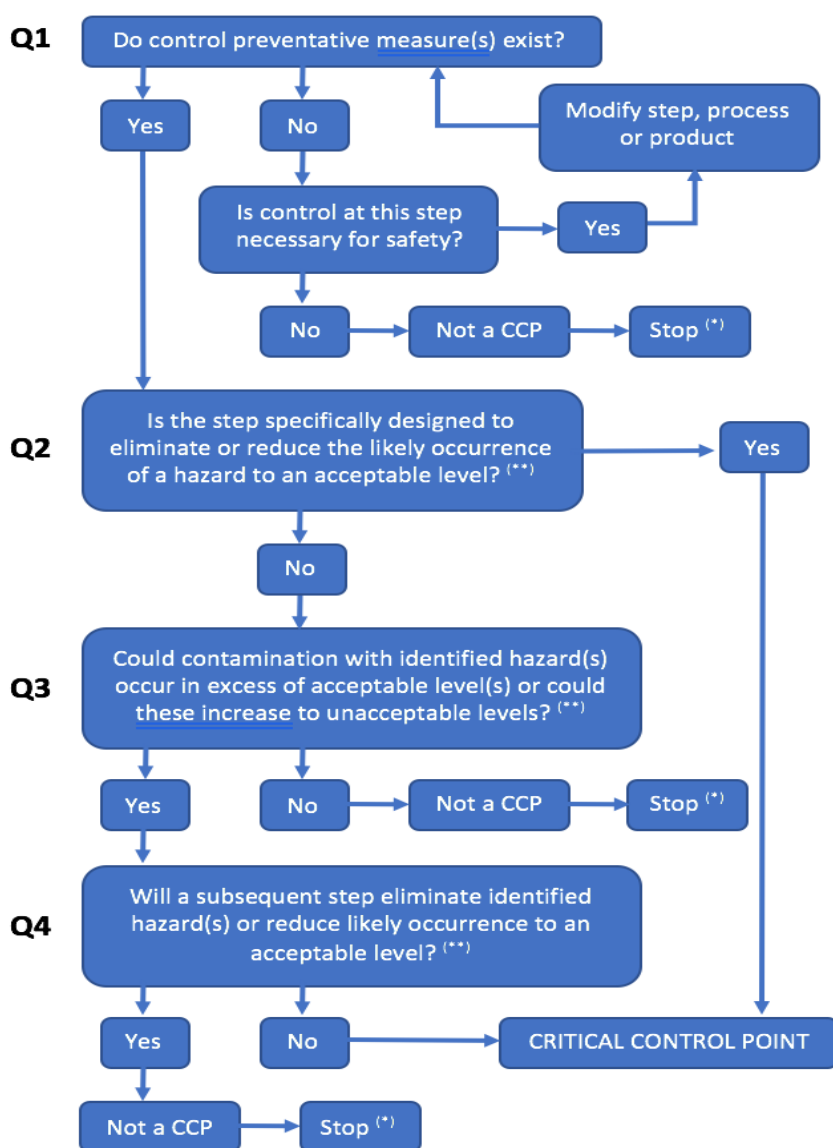 Q1
Do control preventative measure(s) exist?
Yes
No
Modify step, process
or product
Is control at this step
necessary for safety?
Yes
No
Not a CCP
Stop (*)
Q2
Is the step specifically designed to
eliminate or reduce the likely occurrence
of a hazard to an acceptable level? (**)
Yes
No
Q3
Could contamination with identified hazard(s)
occur in excess of acceptable level(s) or could
these increase to unacceptable levels? (**)
Yes
No
Not a CCP
Stop (*)
Q4
Will a subsequent step eliminate identified
hazard(s) or reduce likely occurrence to an
acceptable level? (**)
Yes
No
CRITICAL CONTROL POINT
Not a CCP
Stop (*)